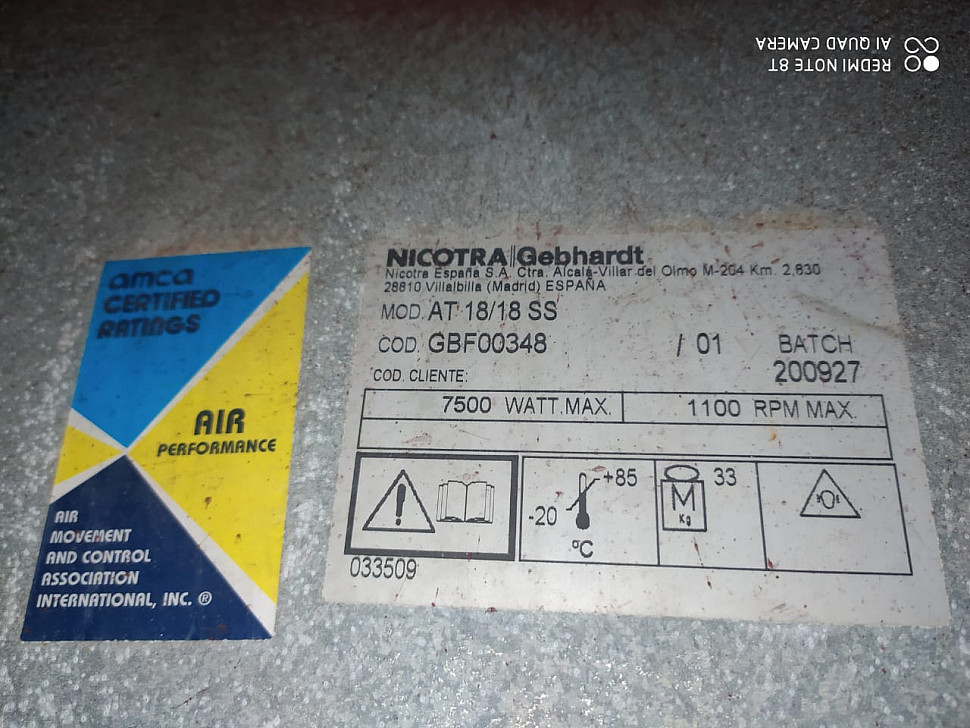 REDMI NOTE 8T
AI QUAD CAMERA
amca
CERTIFIED
RATINGS
AIR
PERFORMANCE
AIR
MOVEMENT
AND CONTROL
ASSOCIATION
INTERNATIONAL, INC. ®
NICOTRA||Gebhardt
Nicotra España S.A. Ctra. Alcalá-Villar del Olmo M-204 Km. 2,830
28810 Villalbilla (Madrid) ESPAÑA
MOD. AT 18/18 SS
COD. GBF00348 / 01 BATCH
200927
COD. CLIENTE:
7500 WATT.MAX. 1100 RPM MAX.
+85 33
-20 M
Kg
ºC
033509